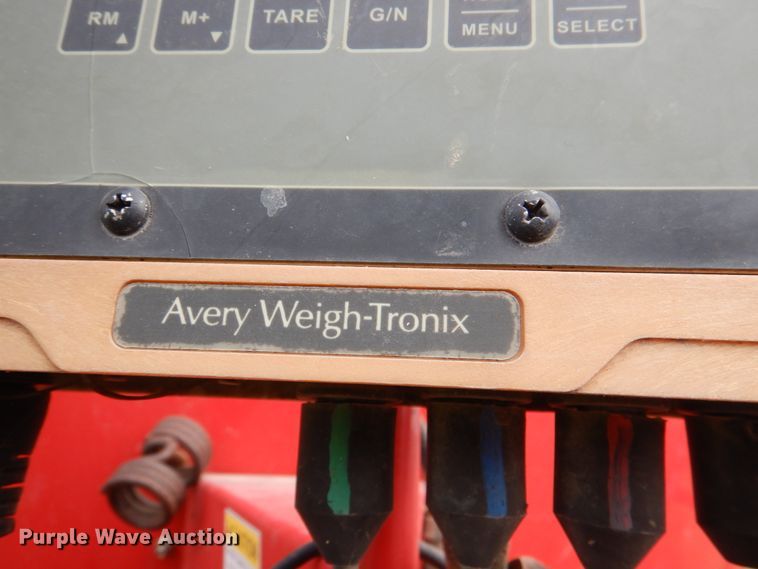 RM M+ TARE G/N MENU SELECT
Avery Weigh-Tronix
Purple Wave Auction